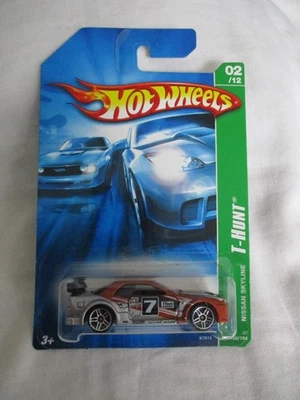 02
/12
HOT WHEELS
T-HUNT®
NISSAN SKYLINE
7
3+